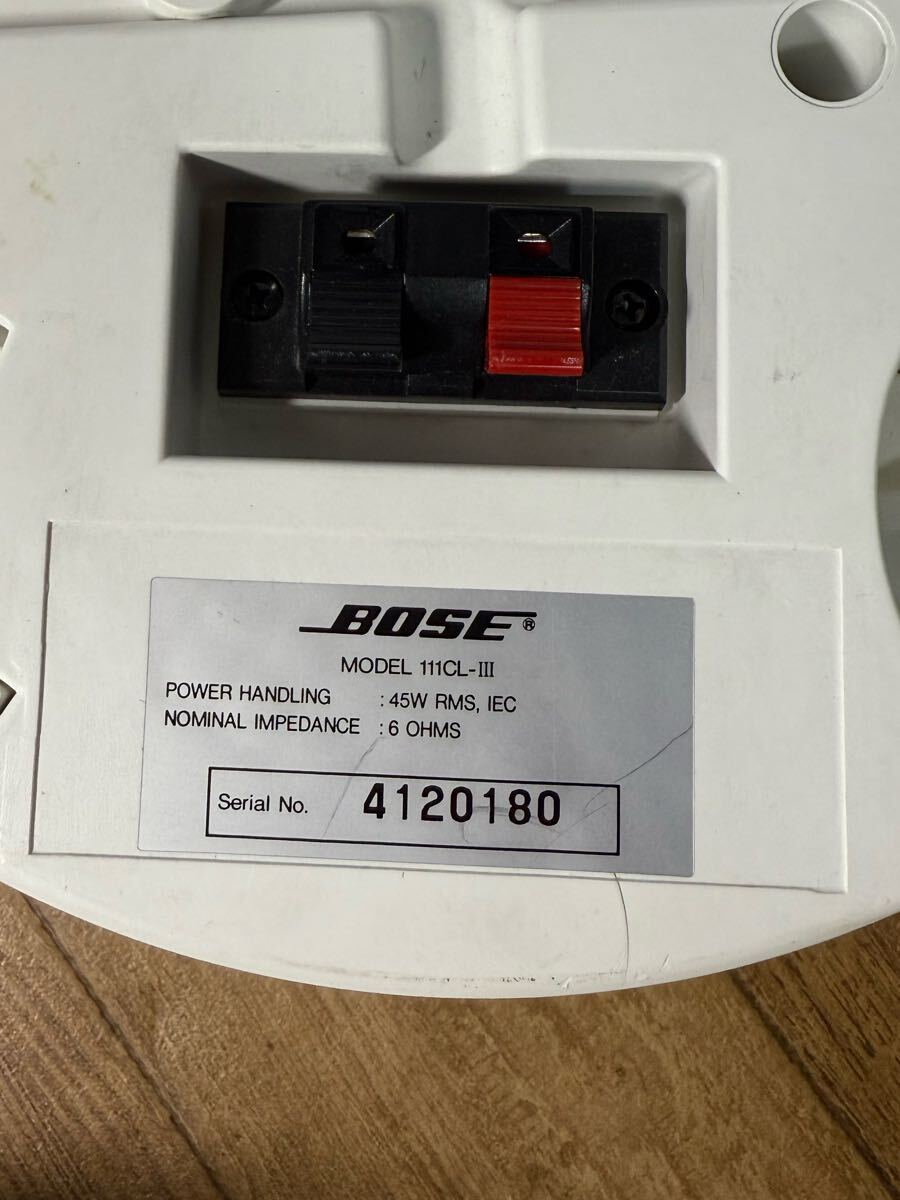 BOSE®
MODEL 111CL-III
POWER HANDLING : 45W RMS, IEC
NOMINAL IMPEDANCE : 6 OHMS
Serial No. 4120180